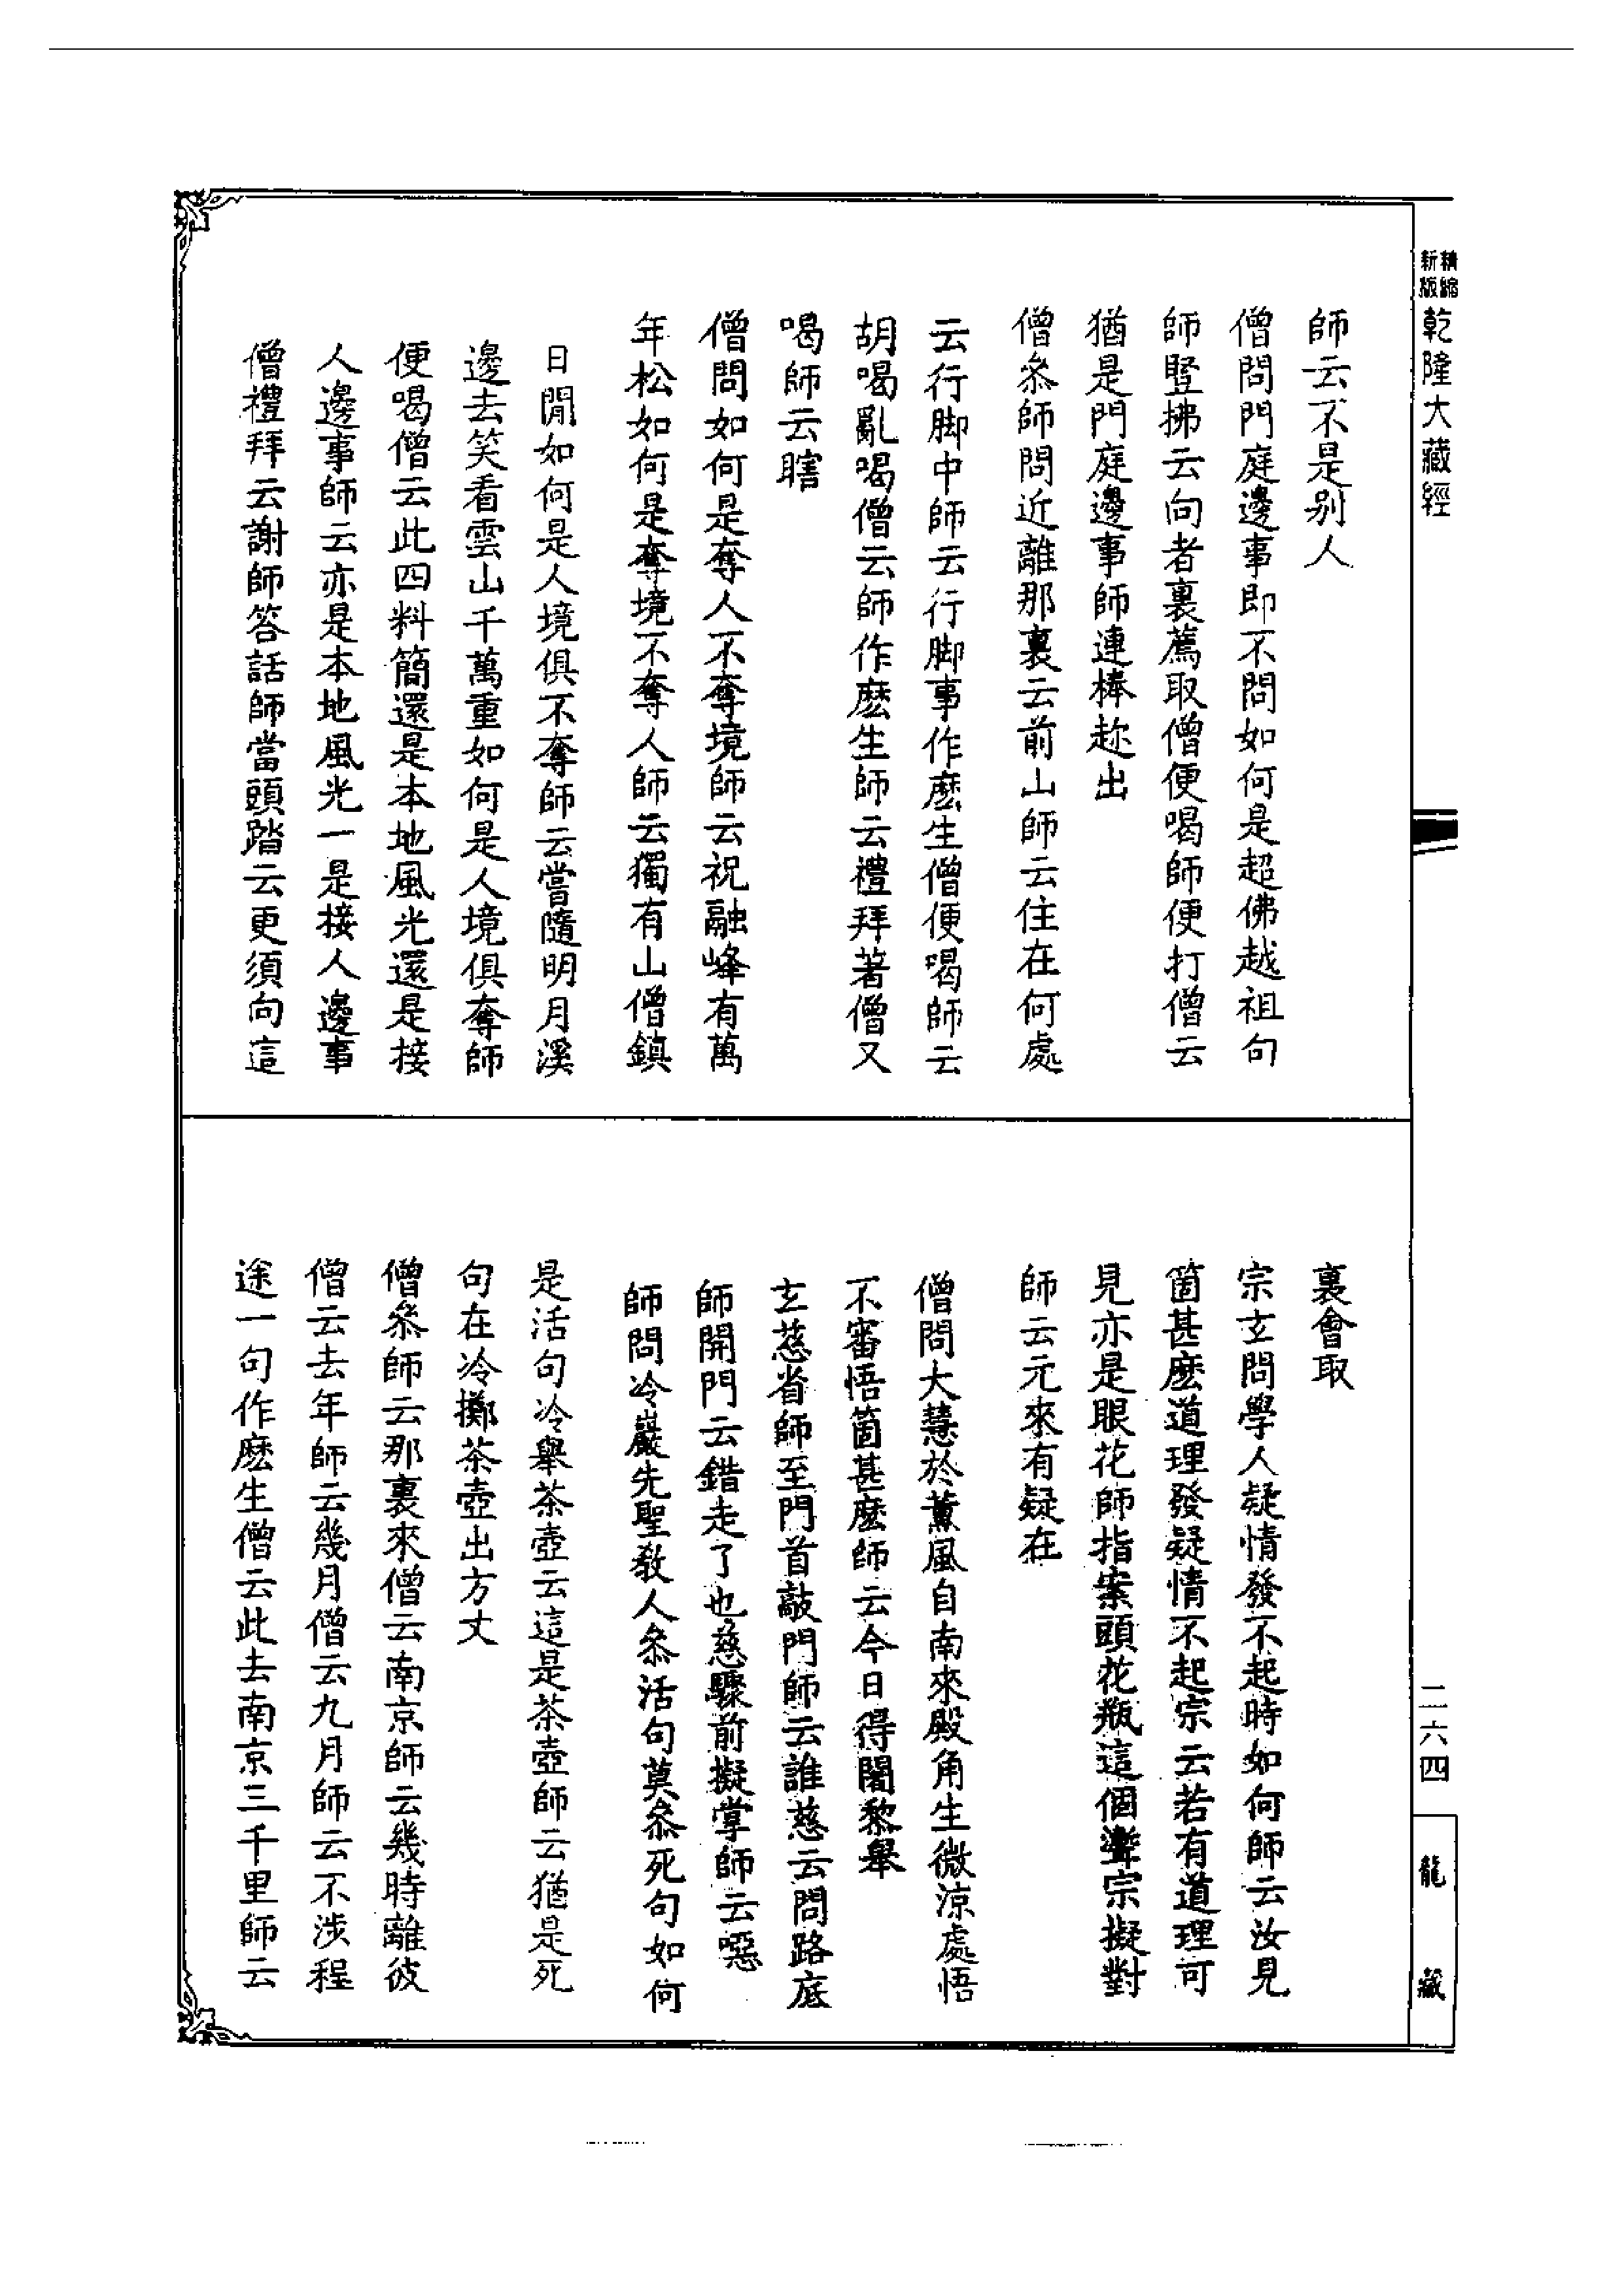 精縮新版
乾隆大藏經
師云不是別人
僧問門庭邊事即不問如何是超佛越祖句
師豎拂云向者裏薦取僧便喝師便打僧云
猶是門庭邊事師連棒趂出
僧叅師問近離那裏云前山師云住在何處
云行脚中師云行脚事作麽生僧便喝師云
胡喝亂喝僧云師作麽生師云禮拜著僧又
喝師云瞎
僧問如何是奪人不奪境師云祝融峰有萬
年松如何是奪境不奪人師云獨有山僧鎮
日閒如何是人境俱不奪師云當隨明月溪
邊去笑看雲山千萬重如何是人境俱奪師
便喝僧云此四料簡還是本地風光還是接
人邊事師云亦是本地風光一是接人邊事
僧禮拜云謝師答話師當頭踏云更須向這
裏會取
宗玄問學人疑情發不起時如何師云汝見
箇甚麽道理發疑情不起宗云若有道理可
見亦是眼花師指案頭花瓶這個聻宗擬對
師云元來有疑在
僧問大慧於薰風自南來殿角生微涼處悟
不審悟箇甚麽師云今日得闍黎舉
玄慈省師至門首敲門師云誰慈云問路底
師開門云錯走了也慈驟前擬掌師云噁
師問冷巖先聖敎人叅活句莫叅死句如何
是活句冷舉茶壺云這是茶壺師云猶是死
句在冷擲茶壺出方丈
僧叅師云那裏來僧云南京師云幾時離彼
僧云去年師云幾月僧云九月師云不涉程
途一句作麽生僧云此去南京三千里師云
二六四
龍藏